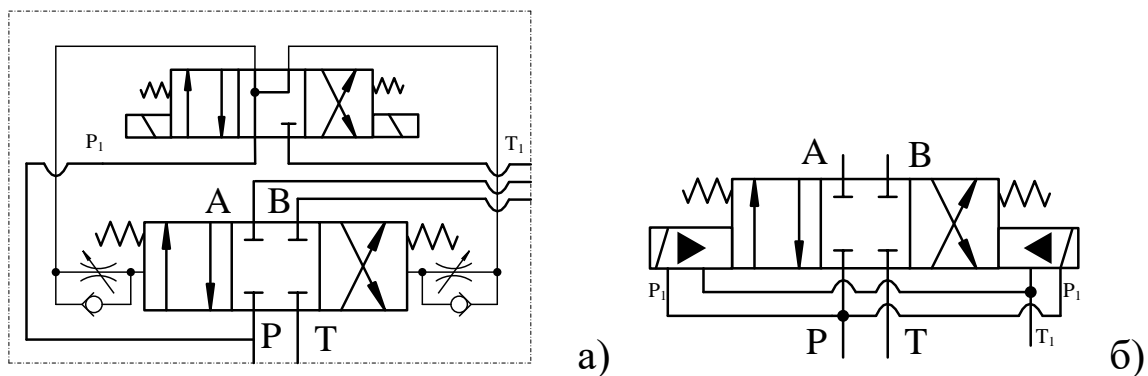 P₁
T₁
A B
P T
а)
A B
P₁ P₁
P T T₁
б)